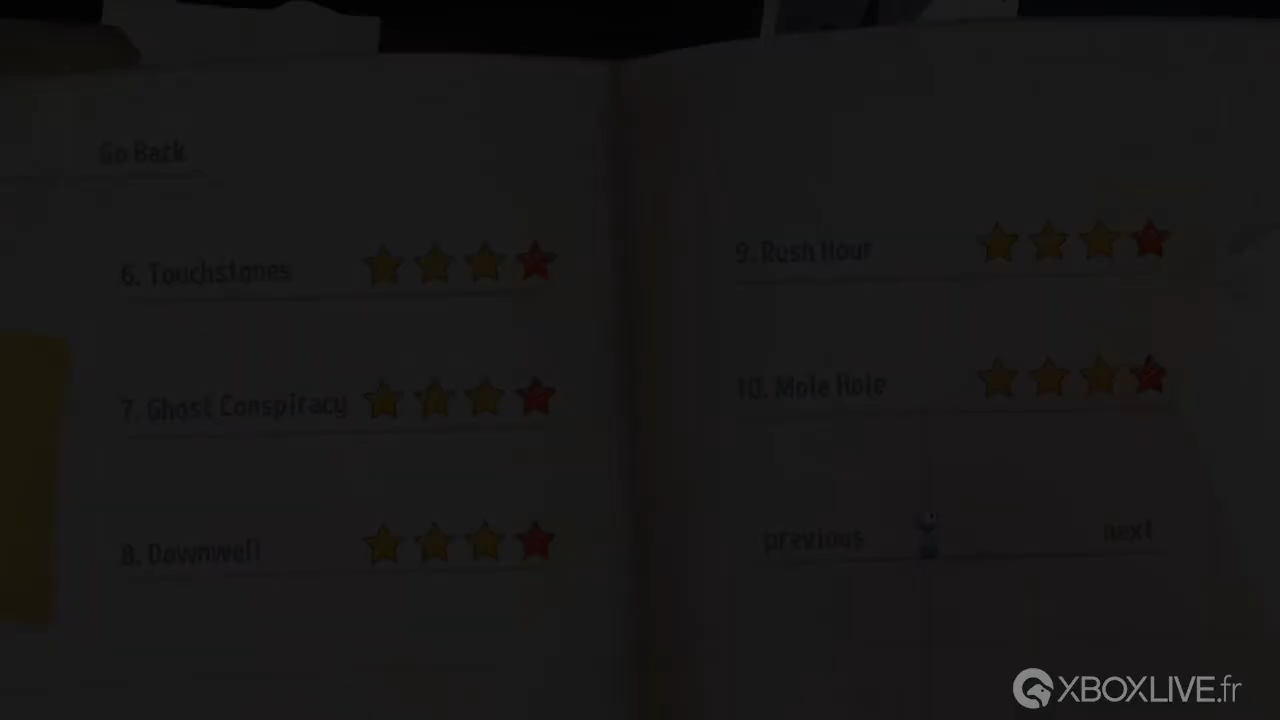 Go Back
6. Touchstones
7. Ghost Conspiracy
8. Downwell
9. Rush Hour
10. Mole Hole
previous
next
XBOXLIVE.fr